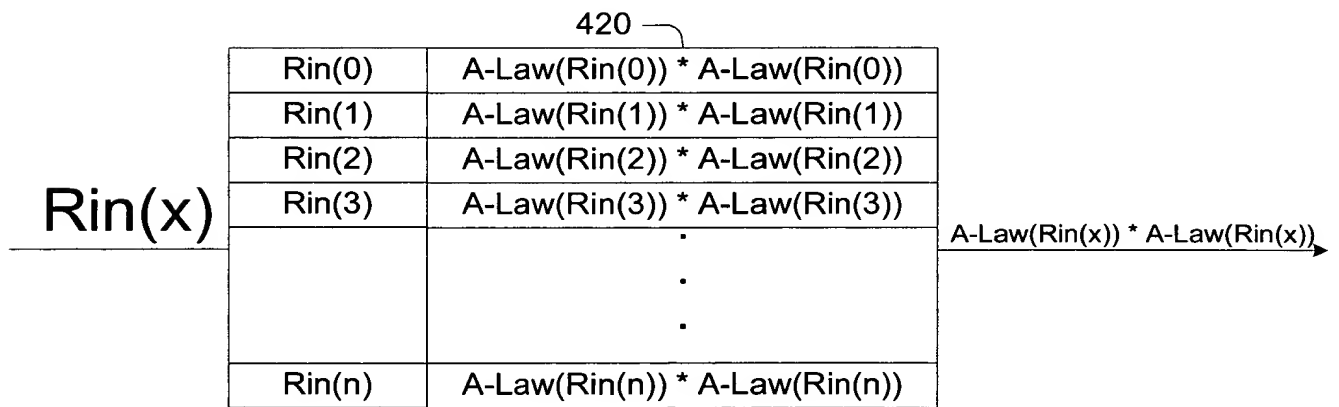 420
Rin(0) A-Law(Rin(0)) * A-Law(Rin(0))
Rin(1) A-Law(Rin(1)) * A-Law(Rin(1))
Rin(2) A-Law(Rin(2)) * A-Law(Rin(2))
Rin(3) A-Law(Rin(3)) * A-Law(Rin(3))
Rin(x)
A-Law(Rin(x)) * A-Law(Rin(x))
.
.
.
Rin(n) A-Law(Rin(n)) * A-Law(Rin(n))